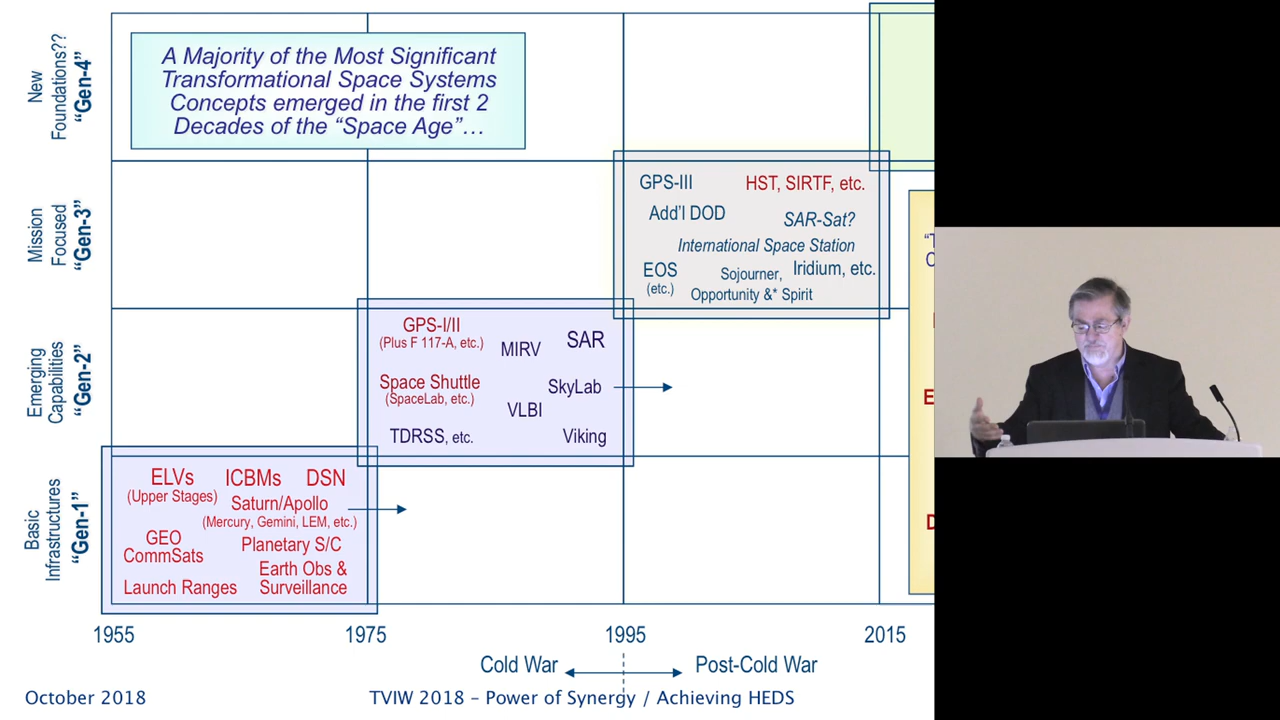 New
Foundations??
“Gen-4”
A Majority of the Most Significant
Transformational Space Systems
Concepts emerged in the first 2
Decades of the “Space Age”…
Mission
Focused
“Gen-3”
GPS-III
HST, SIRTF, etc.
Add’l DOD
SAR-Sat?
International Space Station
EOS
(etc.)
Sojourner,
Iridium, etc.
Opportunity &* Spirit
Emerging
Capabilities
“Gen-2”
GPS-I/II
(Plus F 117-A, etc.)
MIRV
SAR
Space Shuttle
(SpaceLab, etc.)
SkyLab
VLBI
TDRSS, etc.
Viking
Basic
Infrastructures
“Gen-1”
ELVs
(Upper Stages)
ICBMs
DSN
Saturn/Apollo
(Mercury, Gemini, LEM, etc.)
GEO
CommSats
Planetary S/C
Earth Obs &
Surveillance
Launch Ranges
1955
1975
1995
2015
Cold War
Post-Cold War
October 2018
TVIW 2018 – Power of Synergy / Achieving HEDS